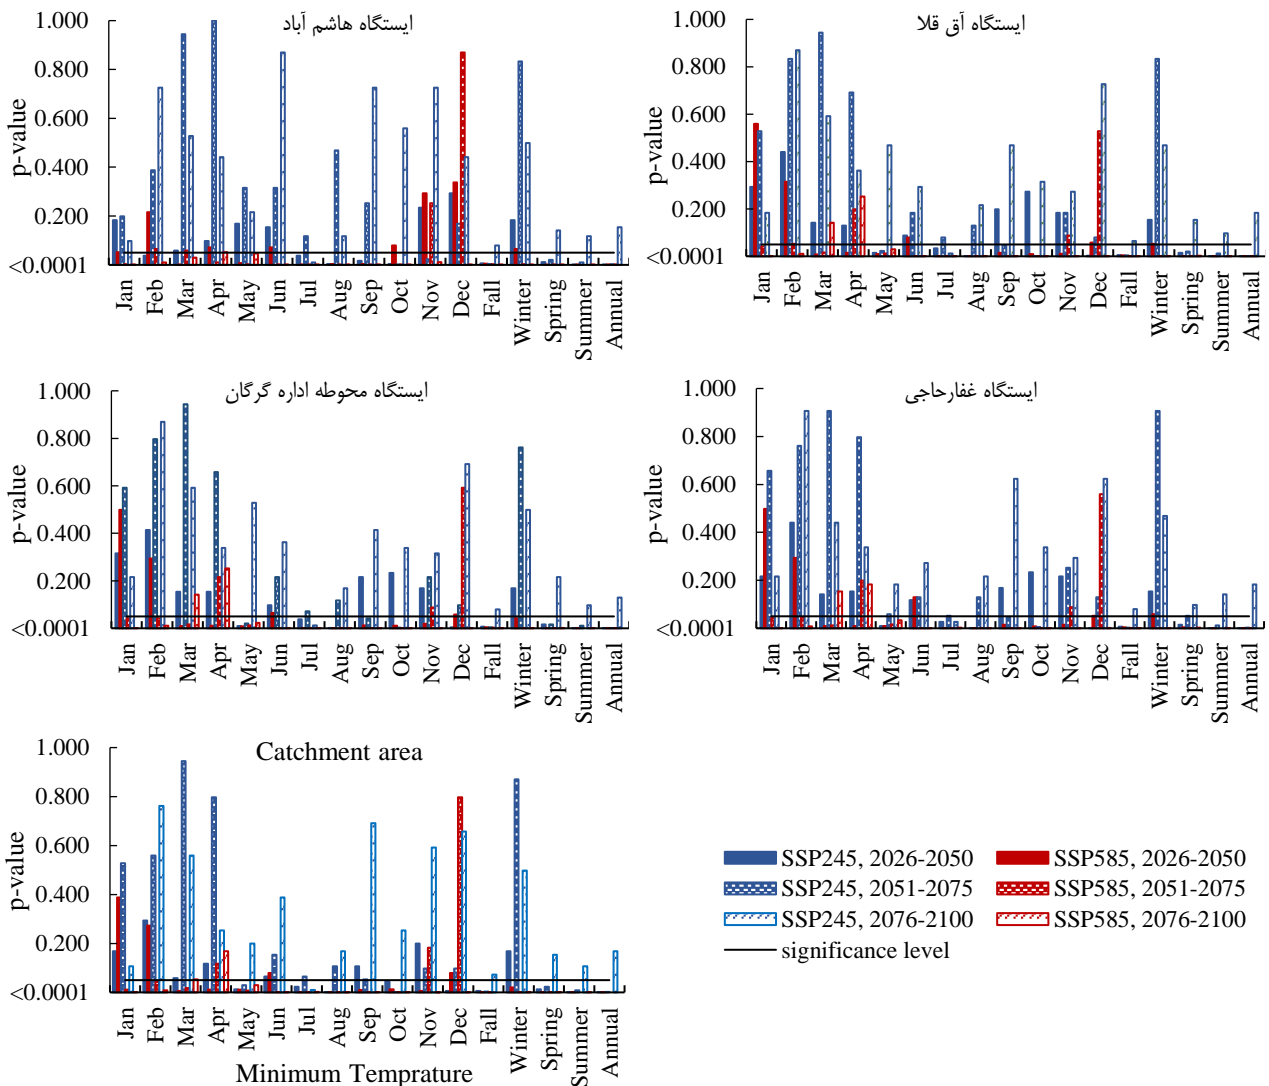 ایستگاه هاشم آباد
p-value
1.000
0.800
0.600
0.400
0.200
<0.0001
Jan
Feb
Mar
Apr
May
Jun
Jul
Aug
Sep
Oct
Nov
Dec
Fall
Winter
Spring
Summer
Annual
ایستگاه آق قلا
p-value
1.000
0.800
0.600
0.400
0.200
<0.0001
Jan
Feb
Mar
Apr
May
Jun
Jul
Aug
Sep
Oct
Nov
Dec
Fall
Winter
Spring
Summer
Annual
ایستگاه محوطه اداره گرگان
p-value
1.000
0.800
0.600
0.400
0.200
<0.0001
Jan
Feb
Mar
Apr
May
Jun
Jul
Aug
Sep
Oct
Nov
Dec
Fall
Winter
Spring
Summer
Annual
ایستگاه غفارحاجی
p-value
1.000
0.800
0.600
0.400
0.200
<0.0001
Jan
Feb
Mar
Apr
May
Jun
Jul
Aug
Sep
Oct
Nov
Dec
Fall
Winter
Spring
Summer
Annual
Catchment area
p-value
1.000
0.800
0.600
0.400
0.200
<0.0001
Jan
Feb
Mar
Apr
May
Jun
Jul
Aug
Sep
Oct
Nov
Dec
Fall
Winter
Spring
Summer
Annual
Minimum Temprature
SSP245, 2026-2050
SSP585, 2026-2050
SSP245, 2051-2075
SSP585, 2051-2075
SSP245, 2076-2100
SSP585, 2076-2100
significance level